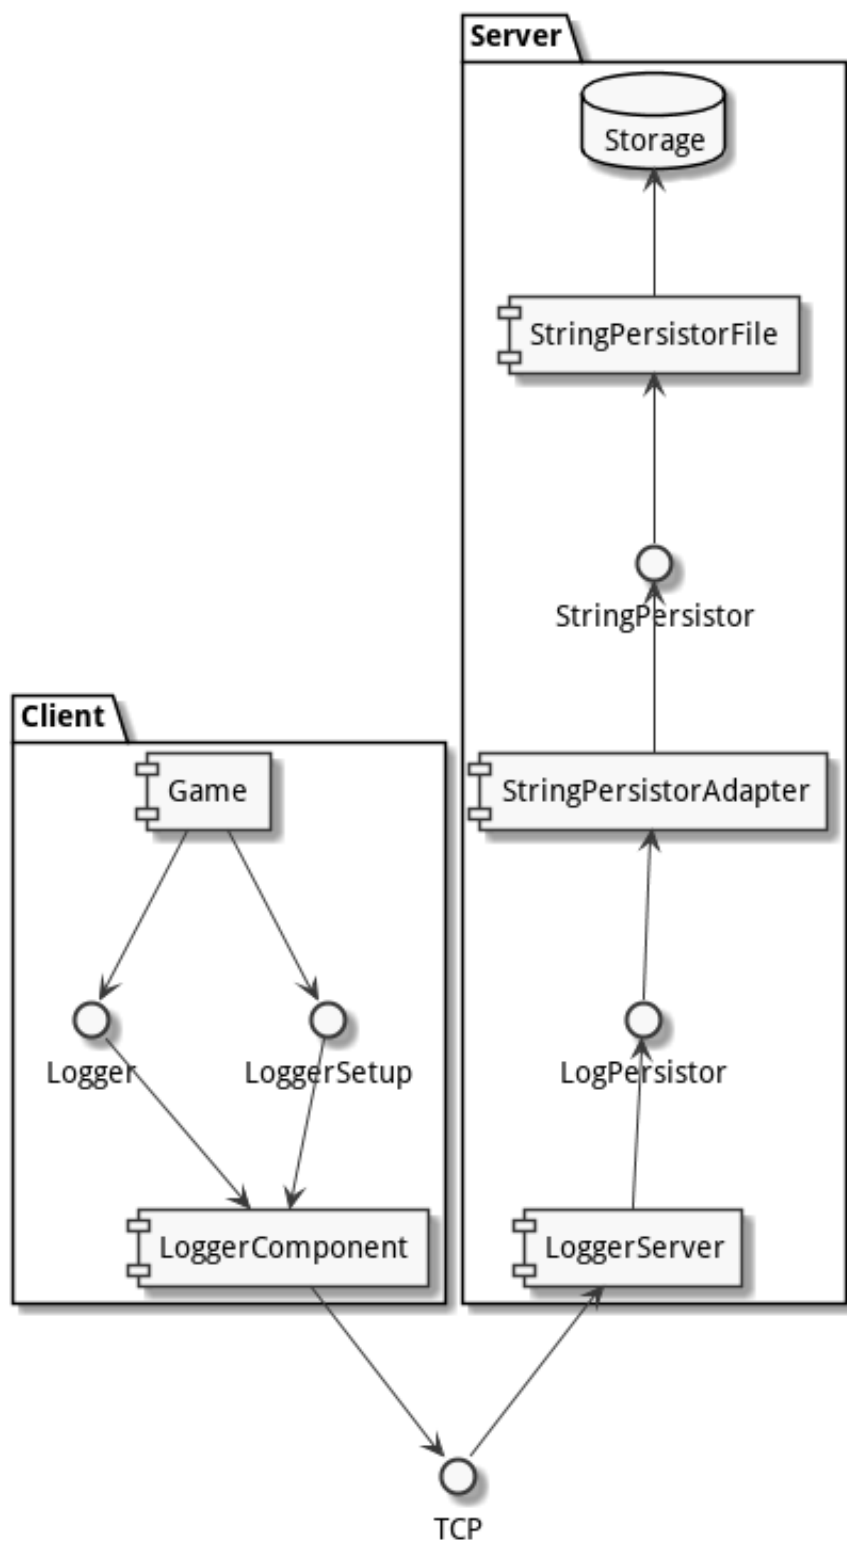 Server
Storage
StringPersistorFile
StringPersistor
Client
Game
StringPersistorAdapter
Logger
LoggerSetup
LogPersistor
LoggerComponent
LoggerServer
TCP